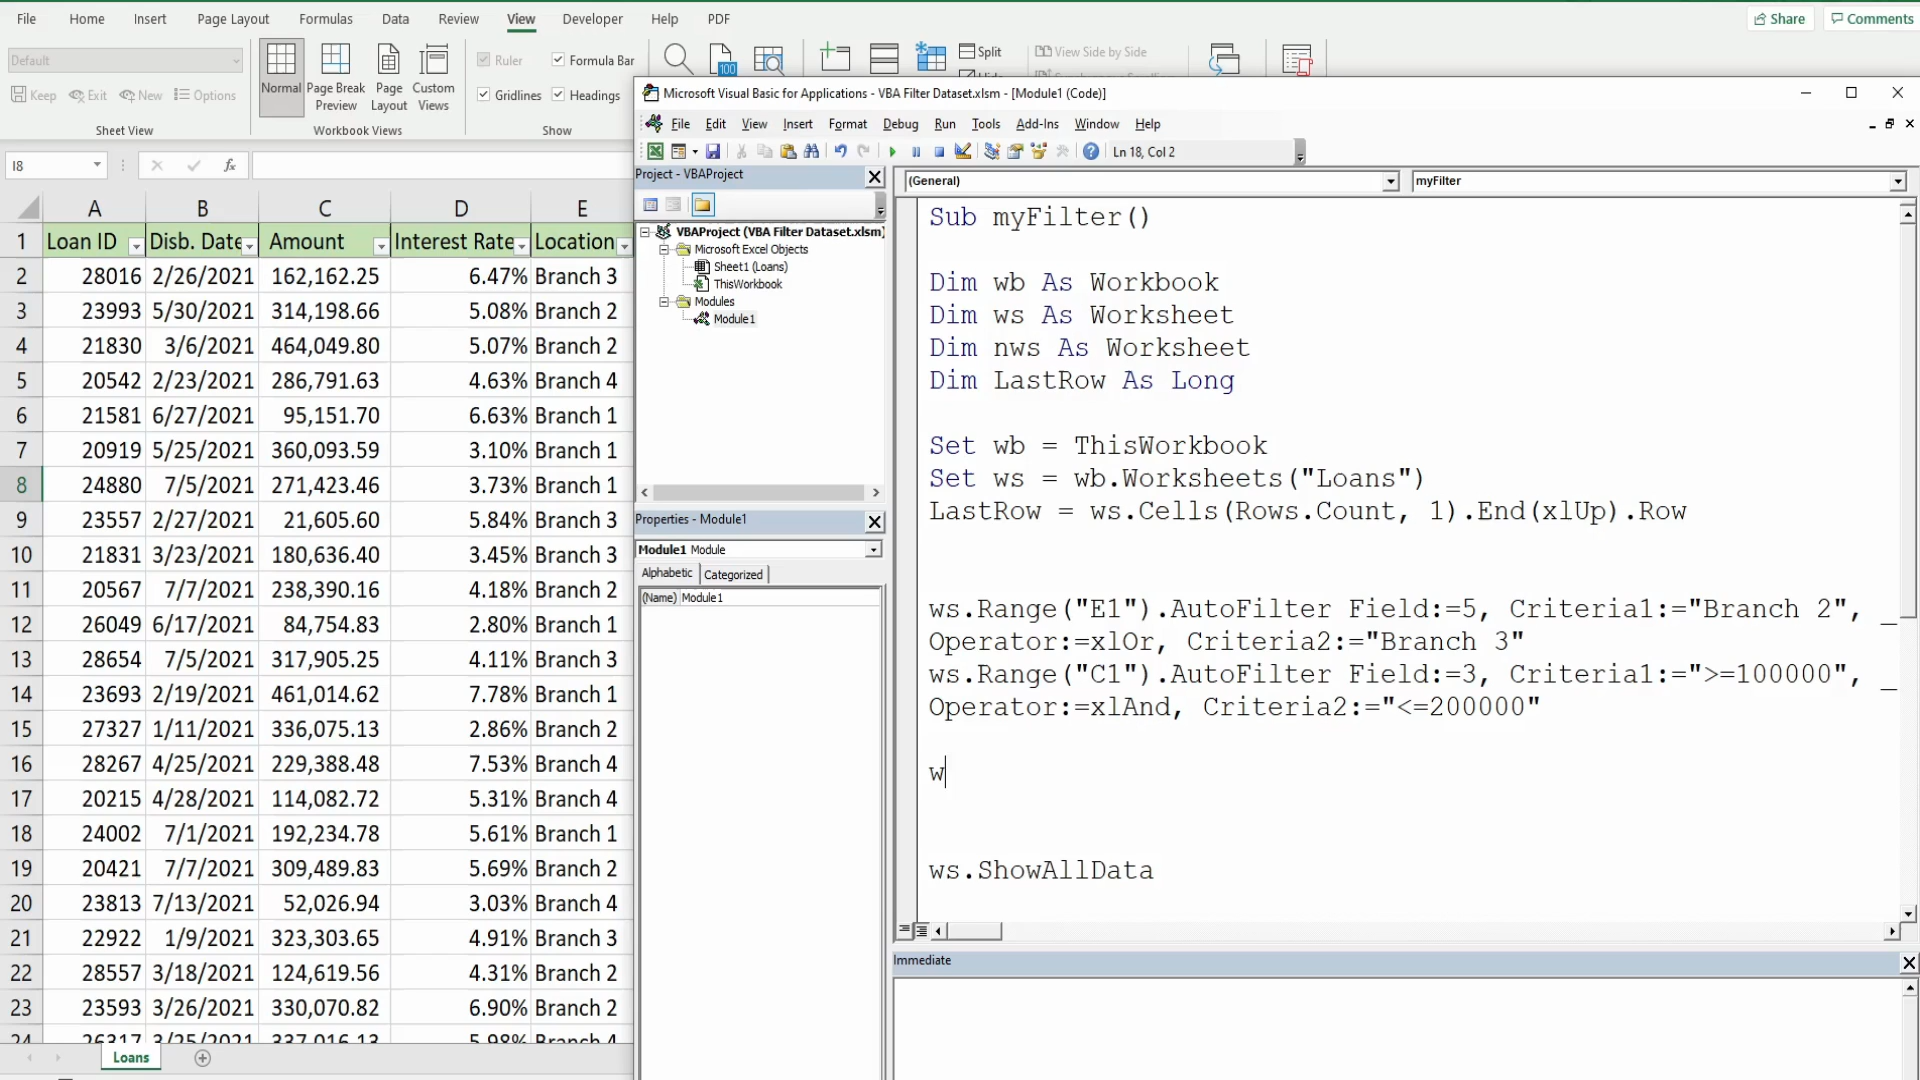 File Home Insert Page Layout Formulas Data Review View Developer Help PDF Share Comments
Default
Ruler Formula Bar
Split
View Side by Side
Keep Exit New Options
Normal Page Break Preview Page Layout Custom Views
Gridlines Headings
100
Sheet View Workbook Views Show
Microsoft Visual Basic for Applications - VBA Filter Dataset.xlsm - [Module1 (Code)]
File Edit View Insert Format Debug Run Tools Add-Ins Window Help
Ln 18, Col 2
I8 fx
Project - VBAProject
VBAProject (VBA Filter Dataset.xlsm)
Microsoft Excel Objects
Sheet1 (Loans)
ThisWorkbook
Modules
Module1
Properties - Module1
Module1 Module
Alphabetic Categorized
(Name) Module1
(General) myFilter
Sub myFilter()
Dim wb As Workbook
Dim ws As Worksheet
Dim nws As Worksheet
Dim LastRow As Long
Set wb = ThisWorkbook
Set ws = wb.Worksheets("Loans")
LastRow = ws.Cells(Rows.Count, 1).End(xlUp).Row
ws.Range("E1").AutoFilter Field:=5, Criteria1:="Branch 2", _
Operator:=xlOr, Criteria2:="Branch 3"
ws.Range("C1").AutoFilter Field:=3, Criteria1:=">=100000", _
Operator:=xlAnd, Criteria2:="<=200000"
w
ws.ShowAllData
Immediate
A B C D E
1 Loan ID Disb. Date Amount Interest Rate Location
2 28016 2/26/2021 162,162.25 6.47% Branch 3
3 23993 5/30/2021 314,198.66 5.08% Branch 2
4 21830 3/6/2021 464,049.80 5.07% Branch 2
5 20542 2/23/2021 286,791.63 4.63% Branch 4
6 21581 6/27/2021 95,151.70 6.63% Branch 1
7 20919 5/25/2021 360,093.59 3.10% Branch 1
8 24880 7/5/2021 271,423.46 3.73% Branch 1
9 23557 2/27/2021 21,605.60 5.84% Branch 3
10 21831 3/23/2021 180,636.40 3.45% Branch 3
11 20567 7/7/2021 238,390.16 4.18% Branch 2
12 26049 6/17/2021 84,754.83 2.80% Branch 1
13 28654 7/5/2021 317,905.25 4.11% Branch 3
14 23693 2/19/2021 461,014.62 7.78% Branch 1
15 27327 1/11/2021 336,075.13 2.86% Branch 2
16 28267 4/25/2021 229,388.48 7.53% Branch 4
17 20215 4/28/2021 114,082.72 5.31% Branch 4
18 24002 7/1/2021 192,234.78 5.61% Branch 1
19 20421 7/7/2021 309,489.83 5.69% Branch 2
20 23813 7/13/2021 52,026.94 3.03% Branch 4
21 22922 1/9/2021 323,303.65 4.91% Branch 3
22 28557 3/18/2021 124,619.56 4.31% Branch 2
23 23593 3/26/2021 330,070.82 6.90% Branch 2
24 26317 3/25/2021 337,016.13 5.98% Branch 4
Loans